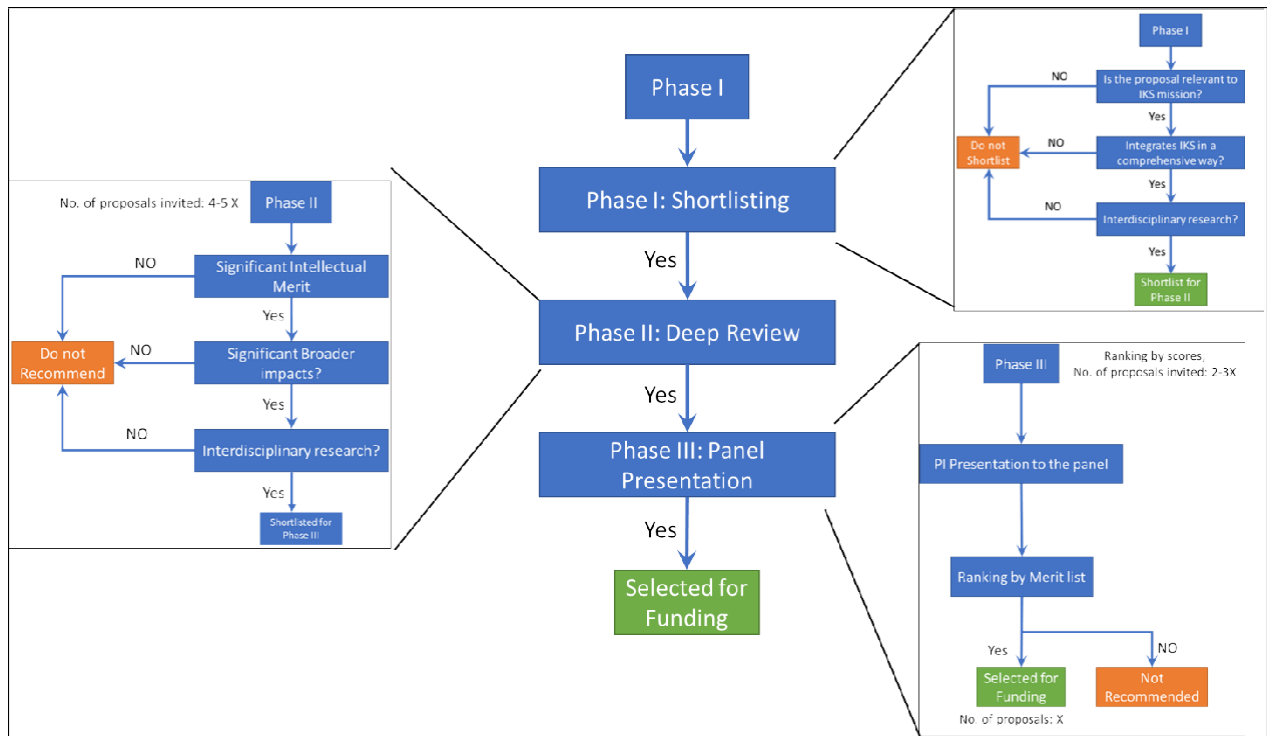 Phase I
Phase I: Shortlisting
Yes
Phase II: Deep Review
Yes
Phase III: Panel
Presentation
Yes
Selected for
Funding
Phase I
NO
Is the proposal relevant to
IKS mission?
Yes
Do not
Shortlist
NO
Integrates IKS in a
comprehensive way?
Yes
NO
Interdisciplinary research?
Yes
Shortlist for
Phase II
No. of proposals invited: 4-5 X
Phase II
NO
Significant Intellectual
Merit
Yes
Do not
Recommend
NO
Significant Broader
impacts?
Yes
NO
Interdisciplinary research?
Yes
Shortlisted for
Phase III
Phase III
Ranking by scores,
No. of proposals invited: 2-3X
PI Presentation to the panel
Ranking by Merit list
Yes
NO
Selected for
Funding
Not
Recommended
No. of proposals: X